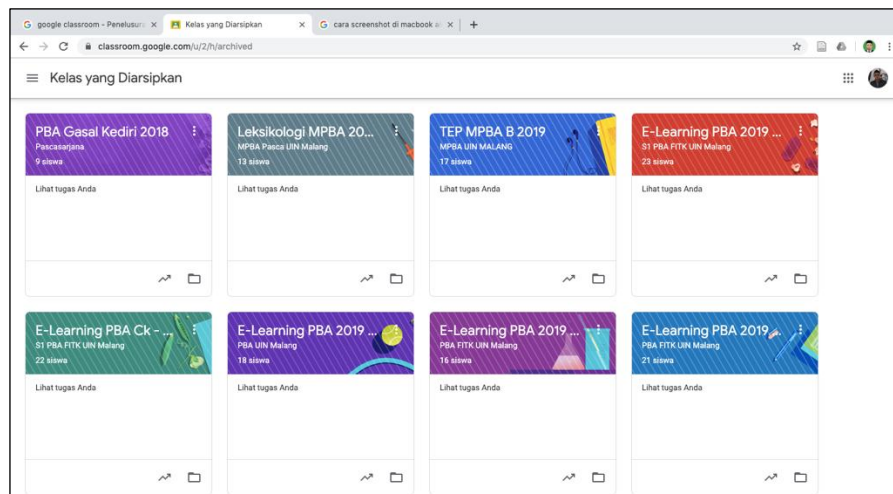 google classroom - Penelusur
Kelas yang Diarsipkan
cara screenshot di macbook a
classroom.google.com/u/2/h/archived
Kelas yang Diarsipkan
PBA Gasal Kediri 2018
Pascasarjana
9 siswa
Lihat tugas Anda
Leksikologi MPBA 20...
MPBA Pasca UIN Malang
13 siswa
Lihat tugas Anda
TEP MPBA B 2019
MPBA UIN MALANG
17 siswa
Lihat tugas Anda
E-Learning PBA 2019 ...
S1 PBA FITK UIN Malang
23 siswa
Lihat tugas Anda
E-Learning PBA Ck - ...
S1 PBA FITK UIN Malang
22 siswa
Lihat tugas Anda
E-Learning PBA 2019 ...
PBA UIN Malang
18 siswa
Lihat tugas Anda
E-Learning PBA 2019 ...
PBA FITK UIN Malang
16 siswa
Lihat tugas Anda
E-Learning PBA 2019...
PBA FITK UIN Malang
21 siswa
Lihat tugas Anda